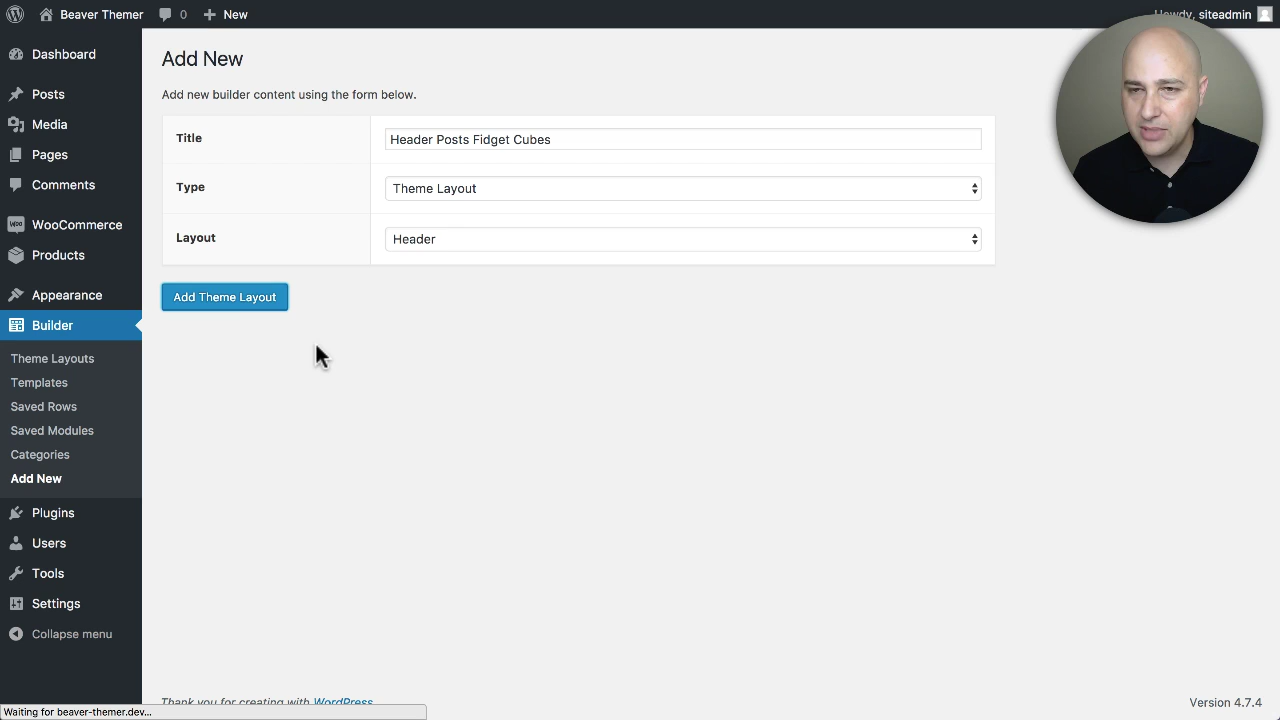 Beaver Themer
0
New
Howdy, siteadmin
Dashboard
Posts
Media
Pages
Comments
WOO
WooCommerce
Products
Appearance
Builder
Theme Layouts
Templates
Saved Rows
Saved Modules
Categories
Add New
Plugins
Users
Tools
Settings
Collapse menu
Add New
Add new builder content using the form below.
Title
Header Posts Fidget Cubes
Type
Theme Layout
Layout
Header
Add Theme Layout
Thank you for creating with WordPress
Version 4.7.4
Waiting for beaver-themer.dev...